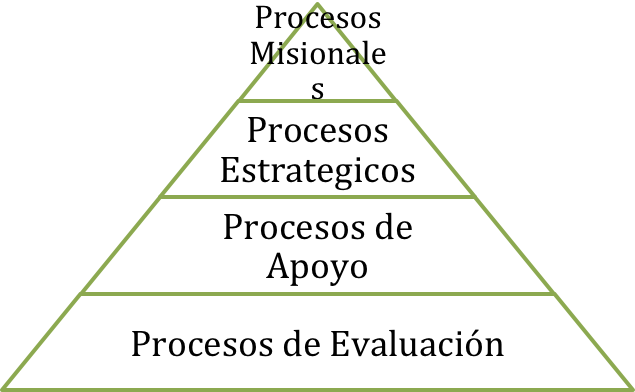 Procesos
Misionale
s
Procesos
Estrategicos
Procesos de
Apoyo
Procesos de Evaluación